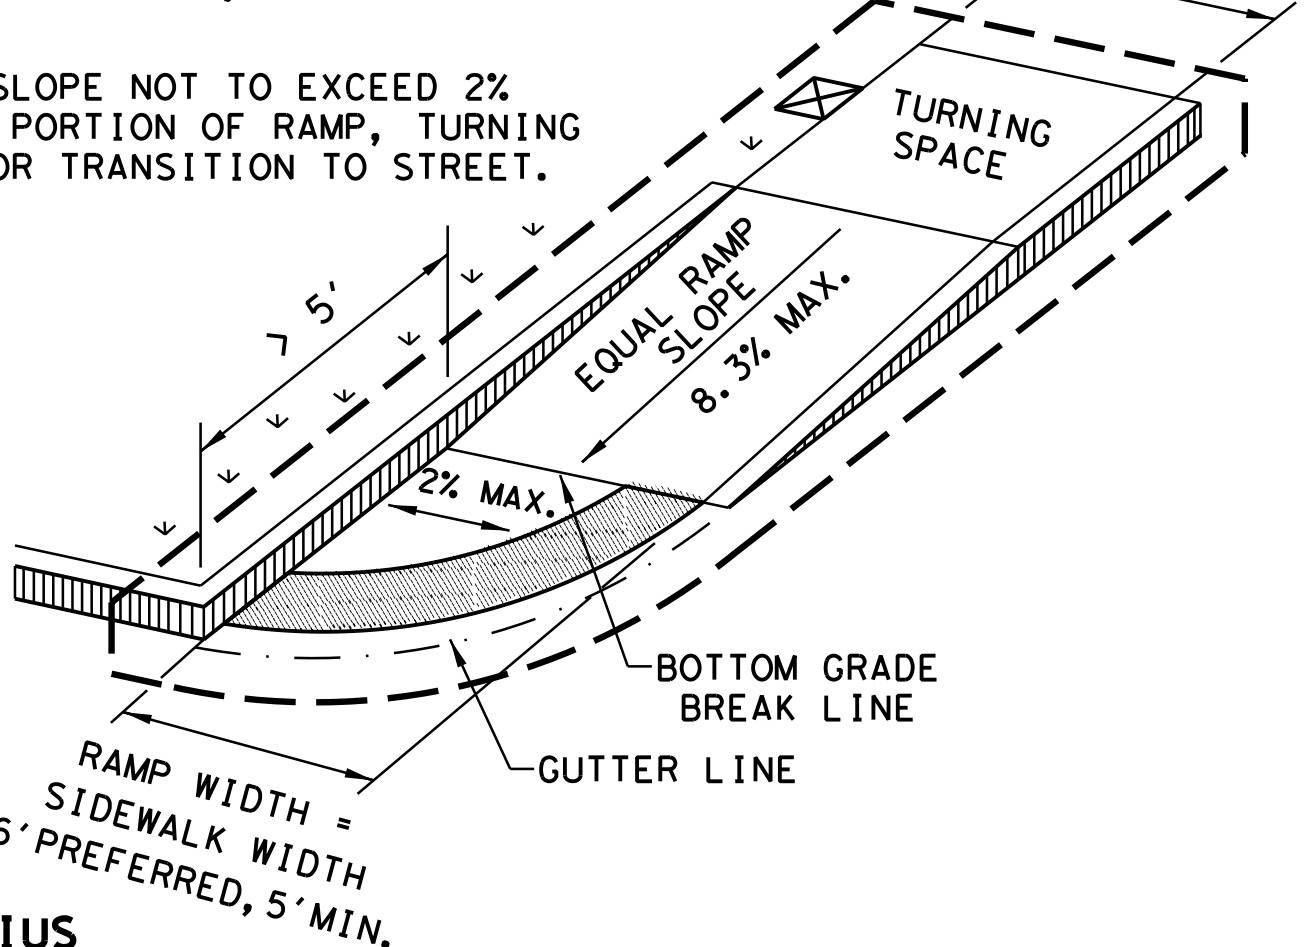 SLOPE NOT TO EXCEED 2%
PORTION OF RAMP, TURNING
OR TRANSITION TO STREET.
TURNING
SPACE
> 5'
EQUAL RAMP
SLOPE
8.3% MAX.
2% MAX.
BOTTOM GRADE
BREAK LINE
GUTTER LINE
RAMP WIDTH =
SIDEWALK WIDTH
6' PREFERRED, 5' MIN.
IUS